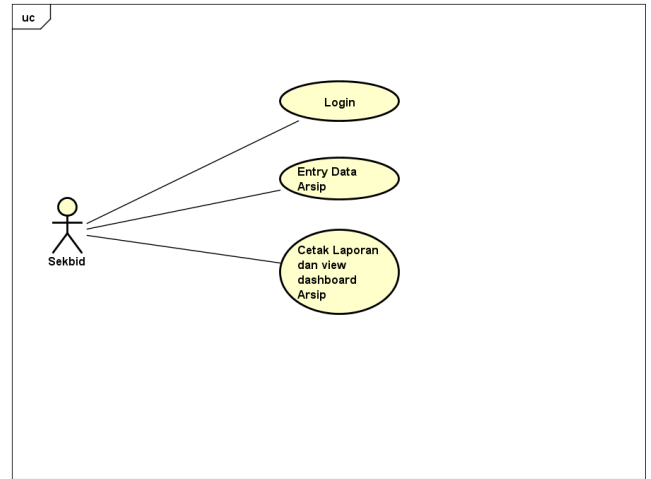 uc
Login
Entry Data
Arsip
Sekbid
Cetak Laporan
dan view
dashboard
Arsip